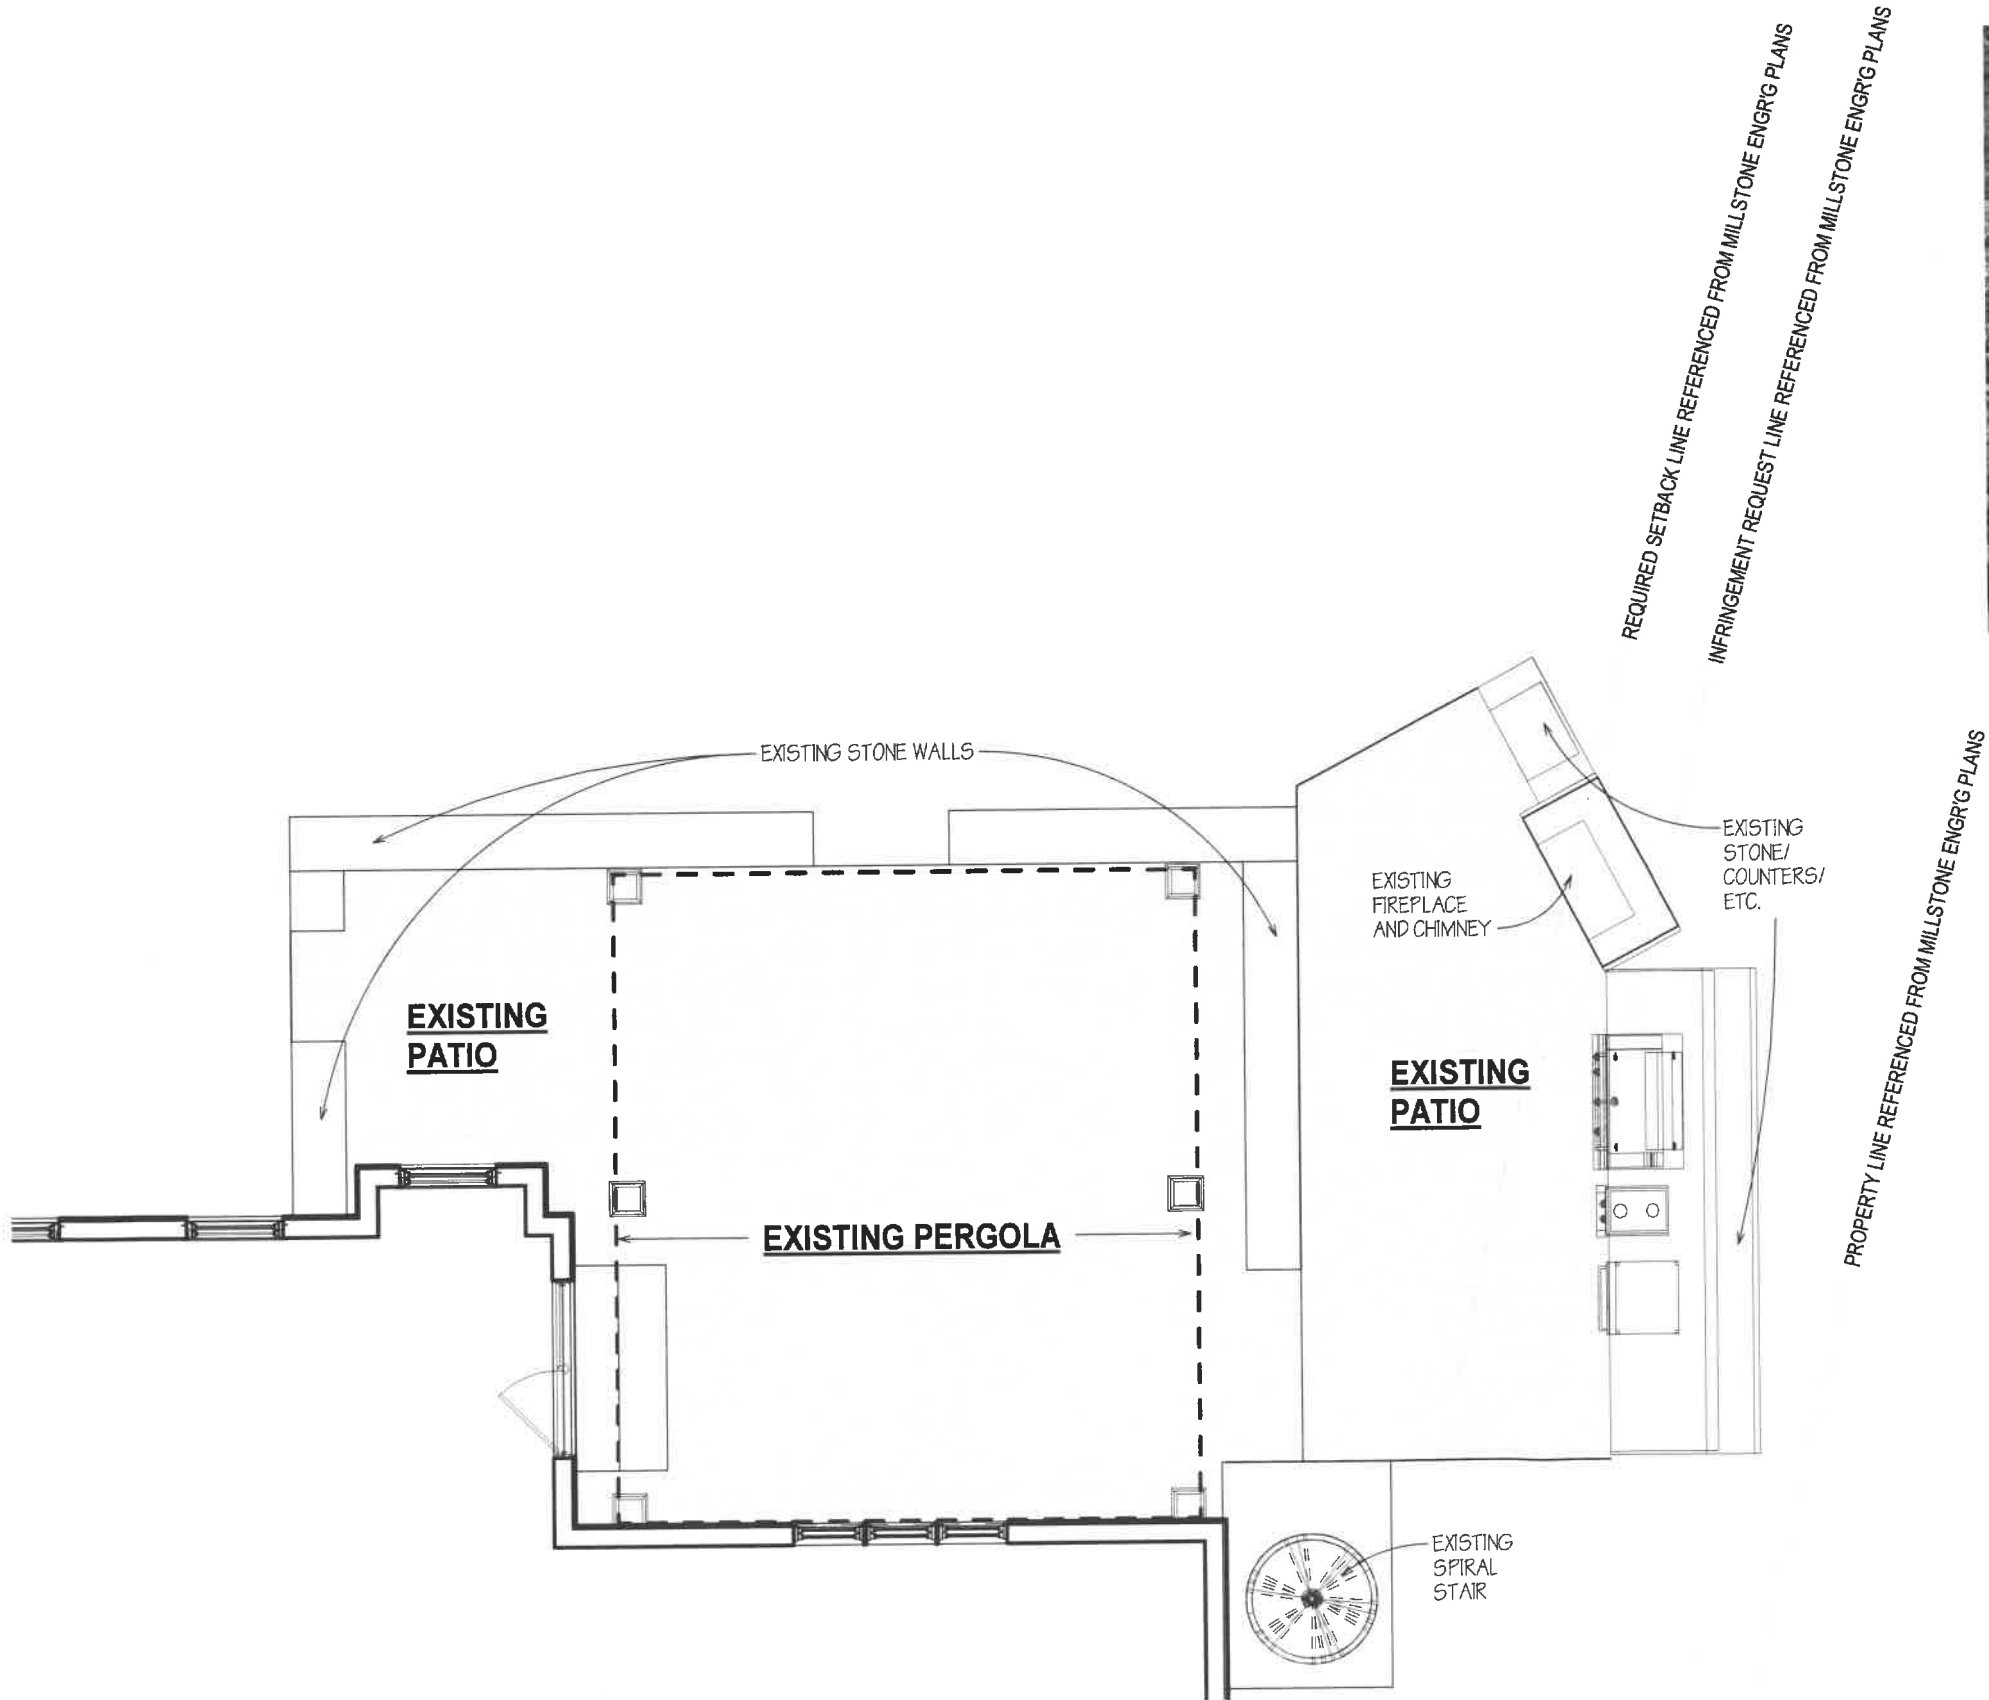 REQUIRED SETBACK LINE REFERENCED FROM MILLSTONE ENGR'G PLANS
INFRINGEMENT REQUEST LINE REFERENCED FROM MILLSTONE ENGR'G PLANS
PROPERTY LINE REFERENCED FROM MILLSTONE ENGR'G PLANS
EXISTING STONE WALLS
EXISTING
STONE/
COUNTERS/
ETC.
EXISTING
FIREPLACE
AND CHIMNEY
EXISTING
PATIO
EXISTING
PATIO
EXISTING PERGOLA
EXISTING
SPIRAL
STAIR